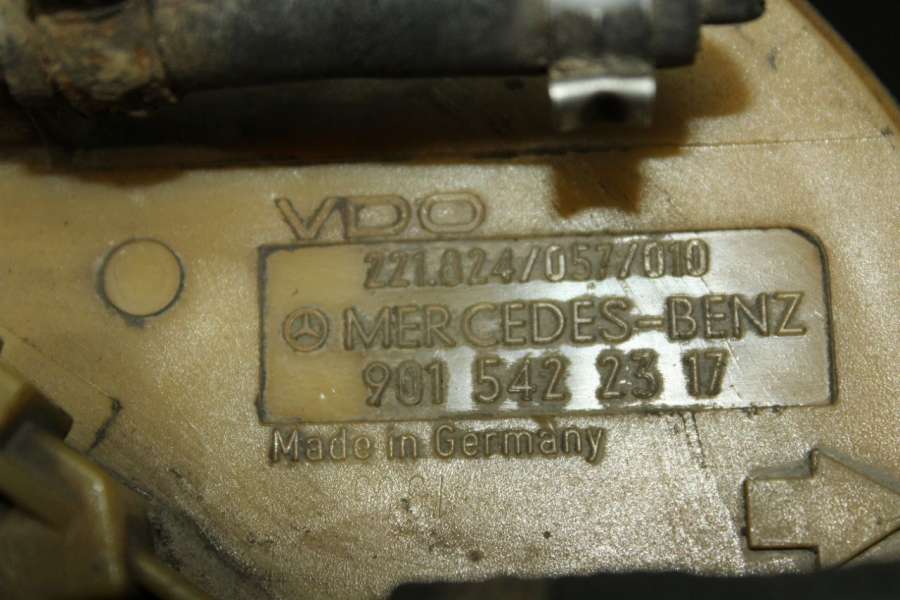 VDO
221.824/057/010
MERCEDES-BENZ
901 542 23 17
Made in Germany